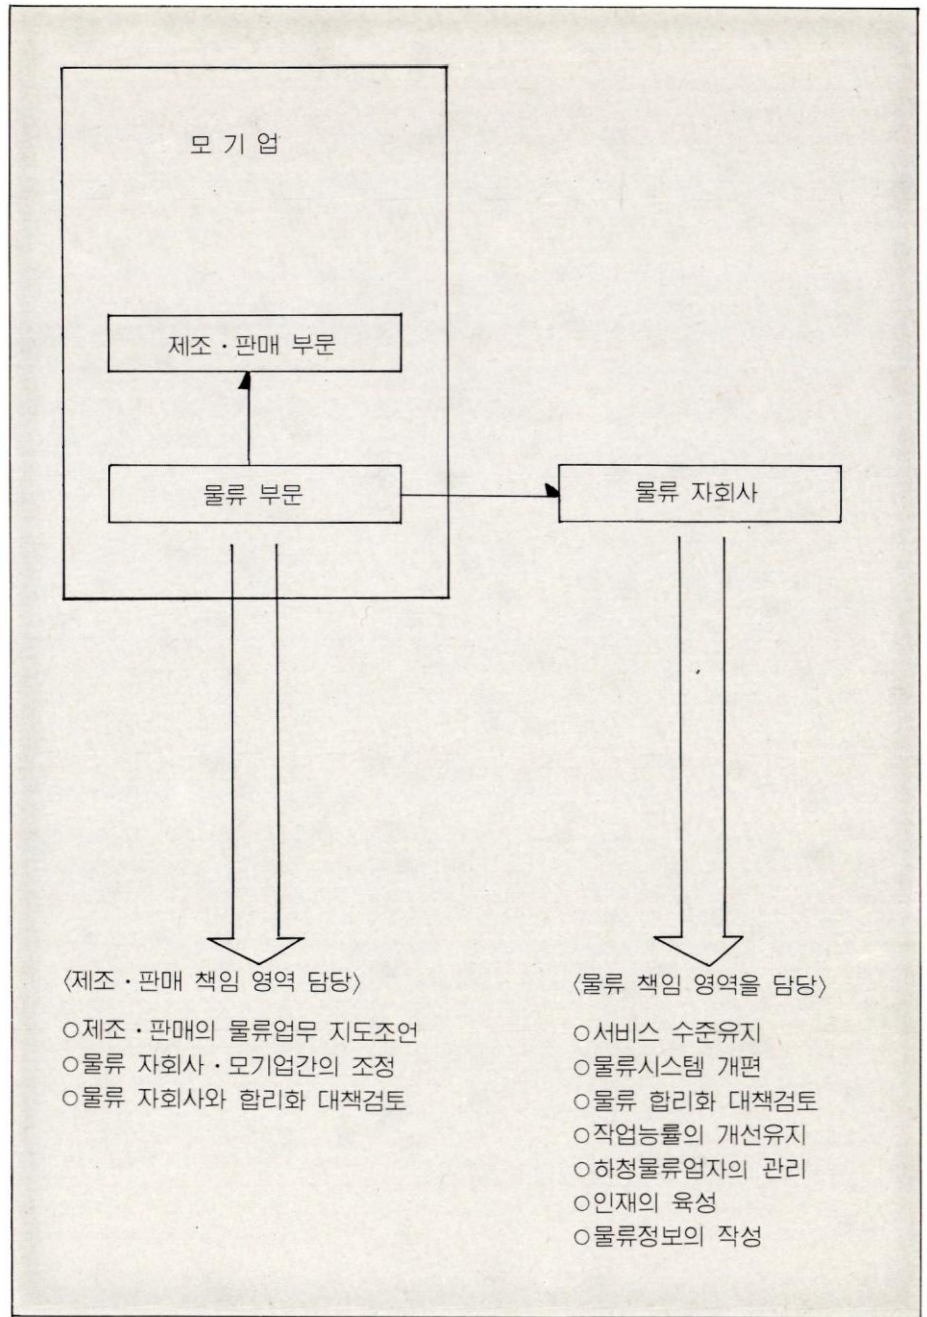 모 기 업
제조·판매 부문
물류 부문
물류 자회사
〈제조·판매 책임 영역 담당〉
○제조·판매의 물류업무 지도조언
○물류 자회사·모기업간의 조정
○물류 자회사와 합리화 대책검토
〈물류 책임 영역을 담당〉
○서비스 수준유지
○물류시스템 개편
○물류 합리화 대책검토
○작업능률의 개선유지
○하청물류업자의 관리
○인재의 육성
○물류정보의 작성